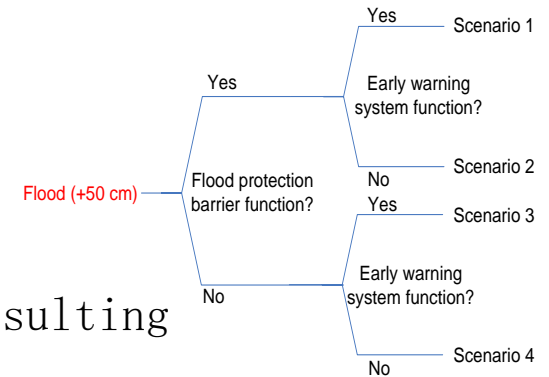 Yes
Scenario 1
Yes
Early warning
system function?
No
Scenario 2
Flood (+50 cm)
Flood protection
barrier function?
Yes
Scenario 3
No
Early warning
system function?
sulting
No
Scenario 4